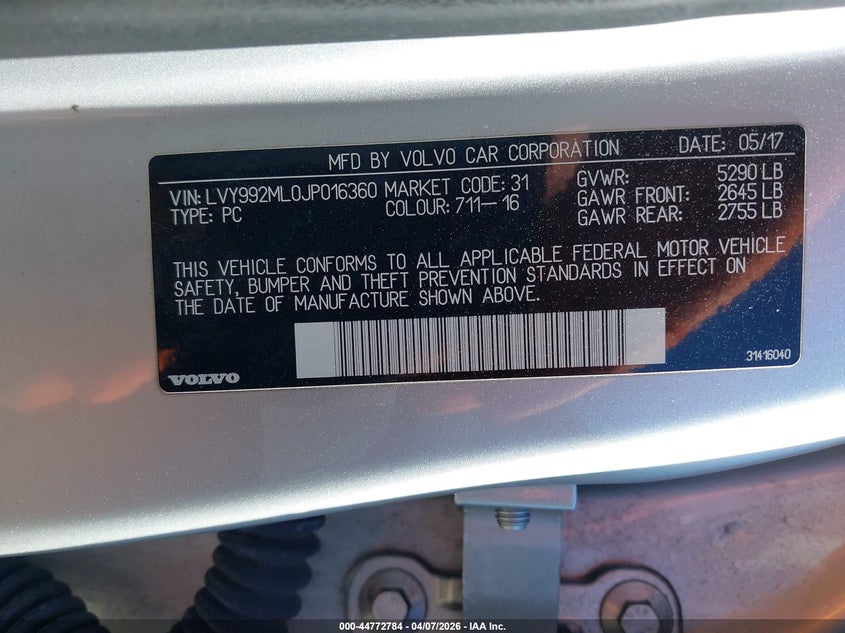 MFD BY VOLVO CAR CORPORATION DATE: 05/17
VIN: LVY992ML0JP016360 MARKET CODE: 31 GVWR: 5290 LB
TYPE: PC COLOUR: 711-16 GAWR FRONT: 2645 LB
GAWR REAR: 2755 LB
THIS VEHICLE CONFORMS TO ALL APPLICABLE FEDERAL MOTOR VEHICLE
SAFETY, BUMPER AND THEFT PREVENTION STANDARDS IN EFFECT ON
THE DATE OF MANUFACTURE SHOWN ABOVE.
VOLVO 31416040
000-44772784 - 04/07/2026 - IAA Inc.